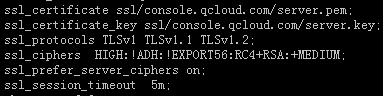 ssl_certificate ssl/console.qcloud.com/server.pem;
ssl_certificate_key ssl/console.qcloud.com/server.key;
ssl_protocols TLSv1 TLSv1.1 TLSv1.2;
ssl_ciphers  HIGH:!ADH:!EXPORT56:RC4+RSA:+MEDIUM;
ssl_prefer_server_ciphers on;
ssl_session_timeout  5m;